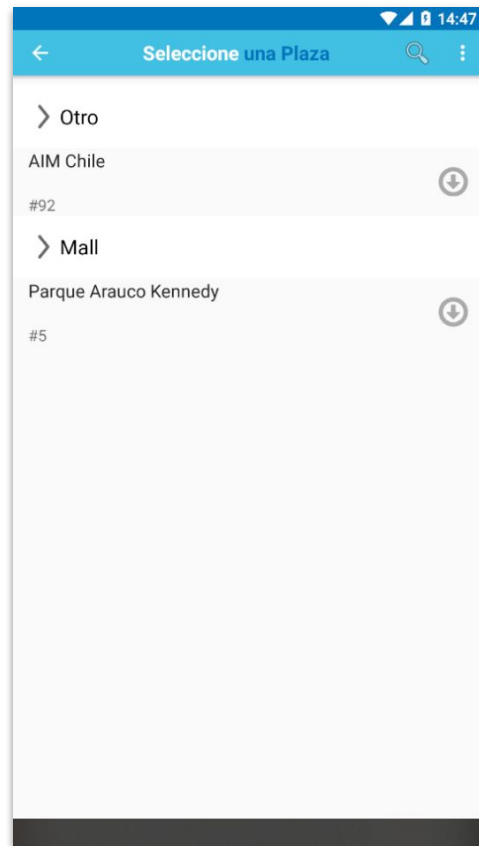 14:47
Seleccione una Plaza
Otro
AIM Chile
#92
Mall
Parque Arauco Kennedy
#5